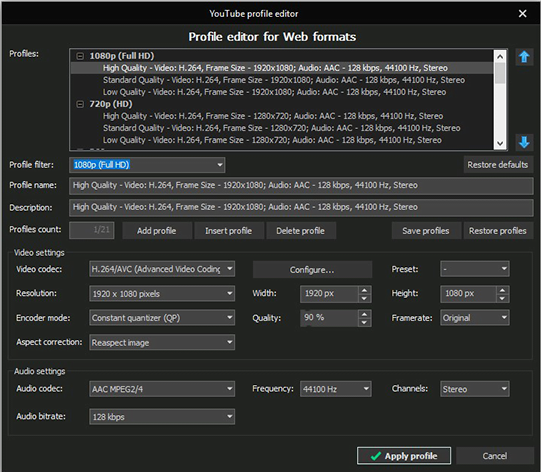 YouTube profile editor
Profile editor for Web formats
Profiles:
1080p (Full HD)
High Quality - Video: H.264, Frame Size - 1920x1080; Audio: AAC - 128 kbps, 44100 Hz, Stereo
Standard Quality - Video: H.264, Frame Size - 1920x1080; Audio: AAC - 128 kbps, 44100 Hz, Stereo
Low Quality - Video: H.264, Frame Size - 1920x1080; Audio: AAC - 128 kbps, 44100 Hz, Stereo
720p (HD)
High Quality - Video: H.264, Frame Size - 1280x720; Audio: AAC - 128 kbps, 44100 Hz, Stereo
Standard Quality - Video: H.264, Frame Size - 1280x720; Audio: AAC - 128 kbps, 44100 Hz, Stereo
Low Quality - Video: H.264, Frame Size - 1280x720; Audio: AAC - 128 kbps, 44100 Hz, Stereo
Profile filter: 1080p (Full HD) Restore defaults
Profile name: High Quality - Video: H.264, Frame Size - 1920x1080; Audio: AAC - 128 kbps, 44100 Hz, Stereo
Description: High Quality - Video: H.264, Frame Size - 1920x1080; Audio: AAC - 128 kbps, 44100 Hz, Stereo
Profiles count: 1/21 Add profile Insert profile Delete profile Save profiles Restore profiles
Video settings
Video codec: H.264/AVC (Advanced Video Coding Configure... Preset: -
Resolution: 1920 x 1080 pixels Width: 1920 px Height: 1080 px
Encoder mode: Constant quantizer (QP) Quality: 90 % Framerate: Original
Aspect correction: Reaspect image
Audio settings
Audio codec: AAC MPEG2/4 Frequency: 44100 Hz Channels: Stereo
Audio bitrate: 128 kbps
Apply profile Cancel